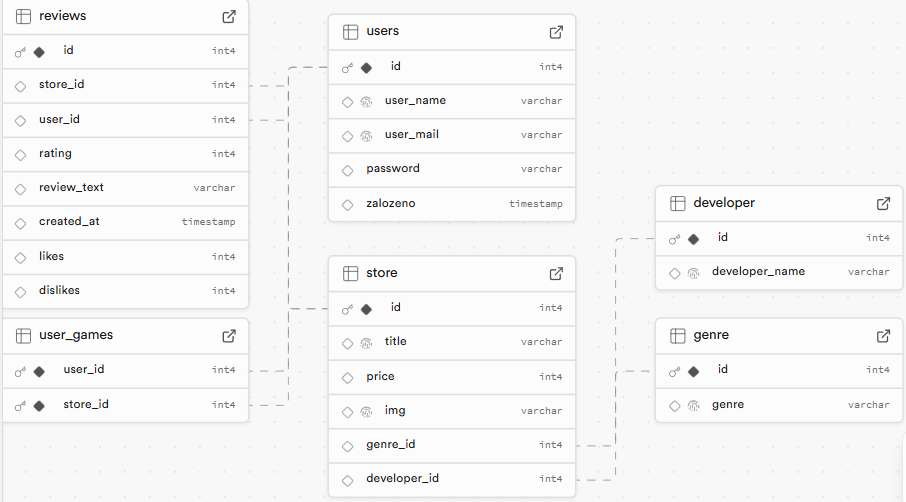 reviews
id int4
store_id int4
user_id int4
rating int4
review_text varchar
created_at timestamp
likes int4
dislikes int4
user_games
user_id int4
store_id int4
users
id int4
user_name varchar
user_mail varchar
password varchar
zalozeno timestamp
store
id int4
title varchar
price int4
img varchar
genre_id int4
developer_id int4
developer
id int4
developer_name varchar
genre
id int4
genre varchar